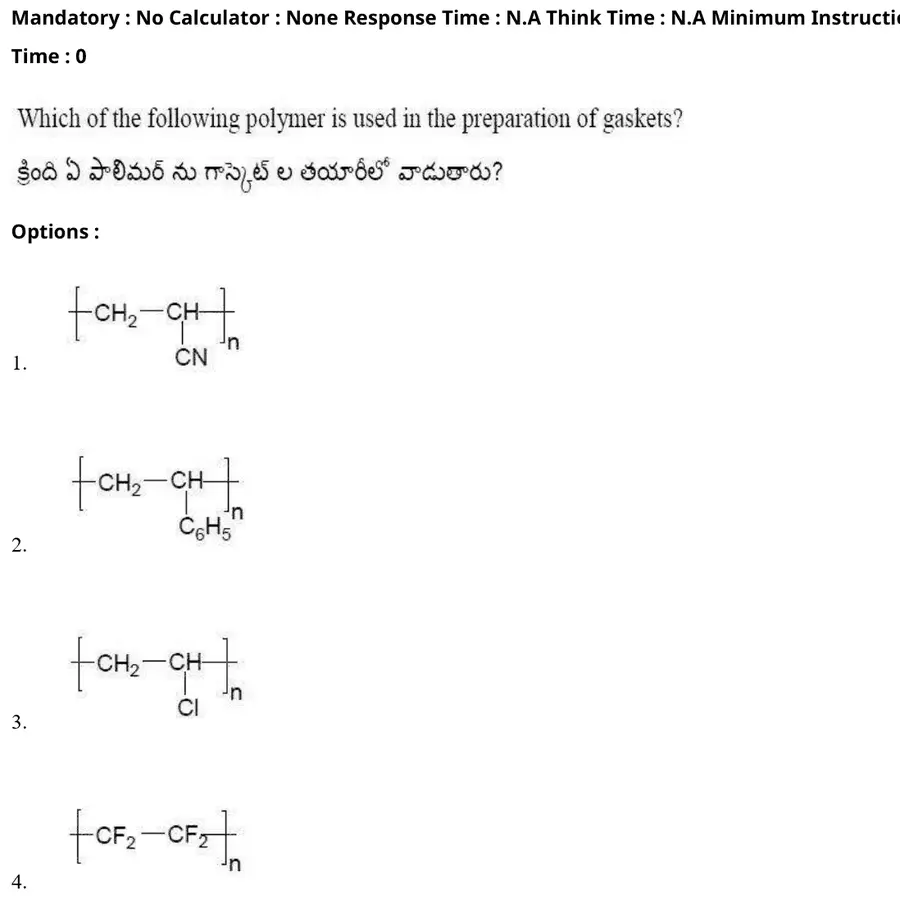 Mandatory : No Calculator : None Response Time : N.A Think Time : N.A Minimum Instructi
Time : 0
Which of the following polymer is used in the preparation of gaskets?
క్రింది ఏ పాలిమర్ ను గాస్కెట్ ల తయారీలో వాడుతారు?
Options :
1. [CH2—CH]n
CN
2. [CH2—CH]n
C6H5
3. [CH2—CH]n
Cl
4. [CF2—CF2]n